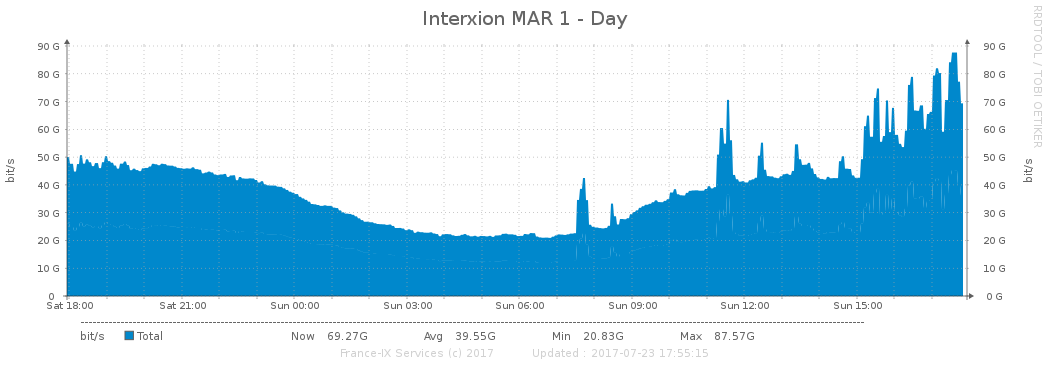 Interxion MAR 1 - Day
RRDTOOL / TOBI OETIKER
bit/s
90 G 90 G
80 G 80 G
70 G 70 G
60 G 60 G
50 G 50 G
40 G 40 G
30 G 30 G
20 G 20 G
10 G 10 G
0 0 G
bit/s
Sat 18:00 Sat 21:00 Sun 00:00 Sun 03:00 Sun 06:00 Sun 09:00 Sun 12:00 Sun 15:00
bit/s Total Now 69.27G Avg 39.55G Min 20.83G Max 87.57G
France-IX Services (c) 2017 Updated : 2017-07-23 17:55:15